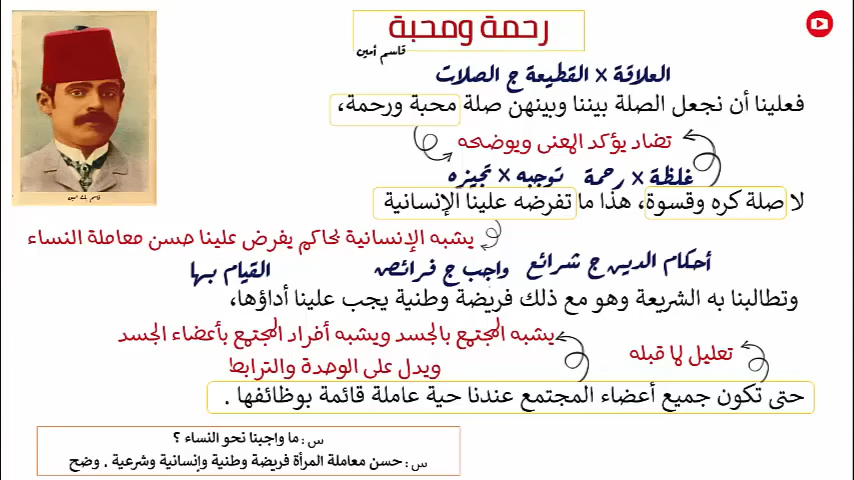 رحمة ومحبة
قاسم أمين
العلاقة × القطيعة ج الصلات
فعلينا أن نجعل الصلة بيننا وبينهن صلة محبة ورحمة،
تضاد يؤكد المعنى ويوضحه
غلظة × رحمة توجبه × تجيزه
لا صلة كره وقسوة، هذا ما تفرضه علينا الإنسانية
يشبه الإنسانية بحاكم يفرض علينا حسن معاملة النساء
أحكام الدين ج شرائع واجب ج فرائض القيام بها
وتطالبنا به الشريعة وهو مع ذلك فريضة وطنية يجب علينا أداؤها،
يشبه المجتمع بالجسد ويشبه أفراد المجتمع بأعضاء الجسد
تعليل لما قبله
ويدل على الوحدة والترابط
حتى تكون جميع أعضاء المجتمع عندنا حية عاملة قائمة بوظائفها .
س : ما واجبنا نحو النساء ؟
س : حسن معاملة المرأة فريضة وطنية وإنسانية وشرعية . وضح